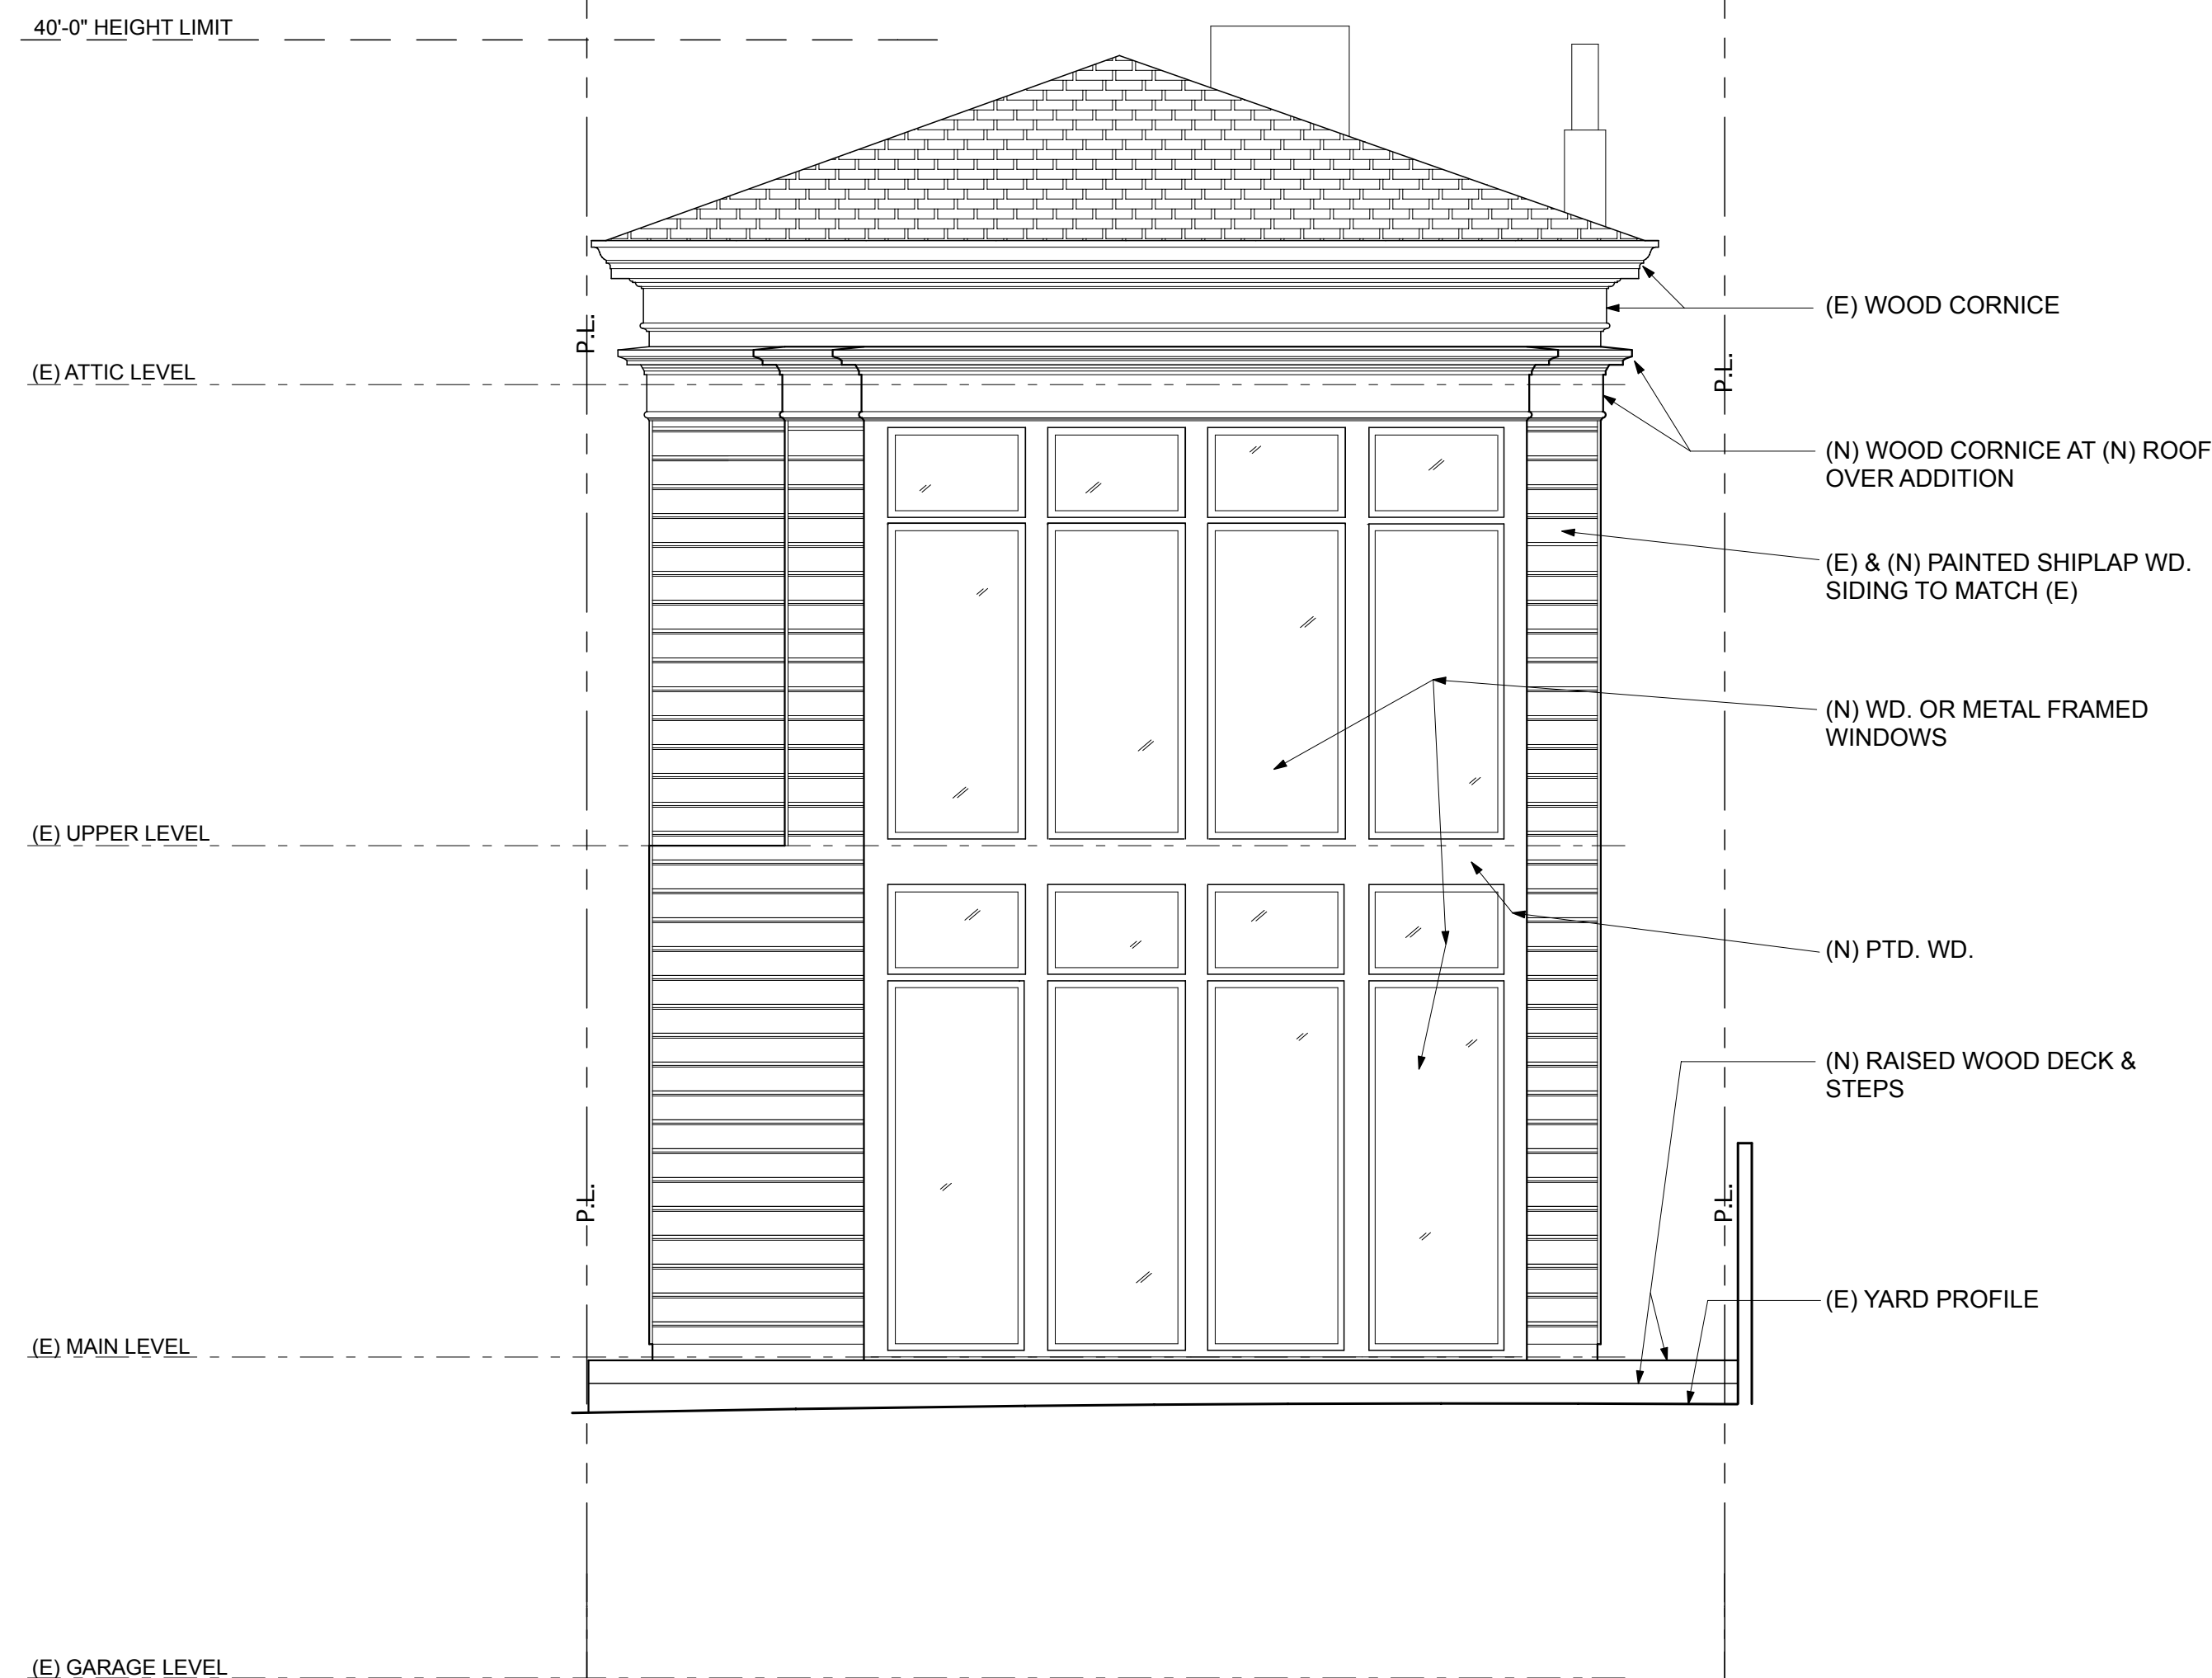 40'-0" HEIGHT LIMIT
P.L.
(E) WOOD CORNICE
P.L.
(E) ATTIC LEVEL
(N) WOOD CORNICE AT (N) ROOF
OVER ADDITION
(E) & (N) PAINTED SHIPLAP WD.
SIDING TO MATCH (E)
(N) WD. OR METAL FRAMED
WINDOWS
(E) UPPER LEVEL
(N) PTD. WD.
(N) RAISED WOOD DECK &
STEPS
P.L.
P.L.
(E) YARD PROFILE
(E) MAIN LEVEL
(E) GARAGE LEVEL